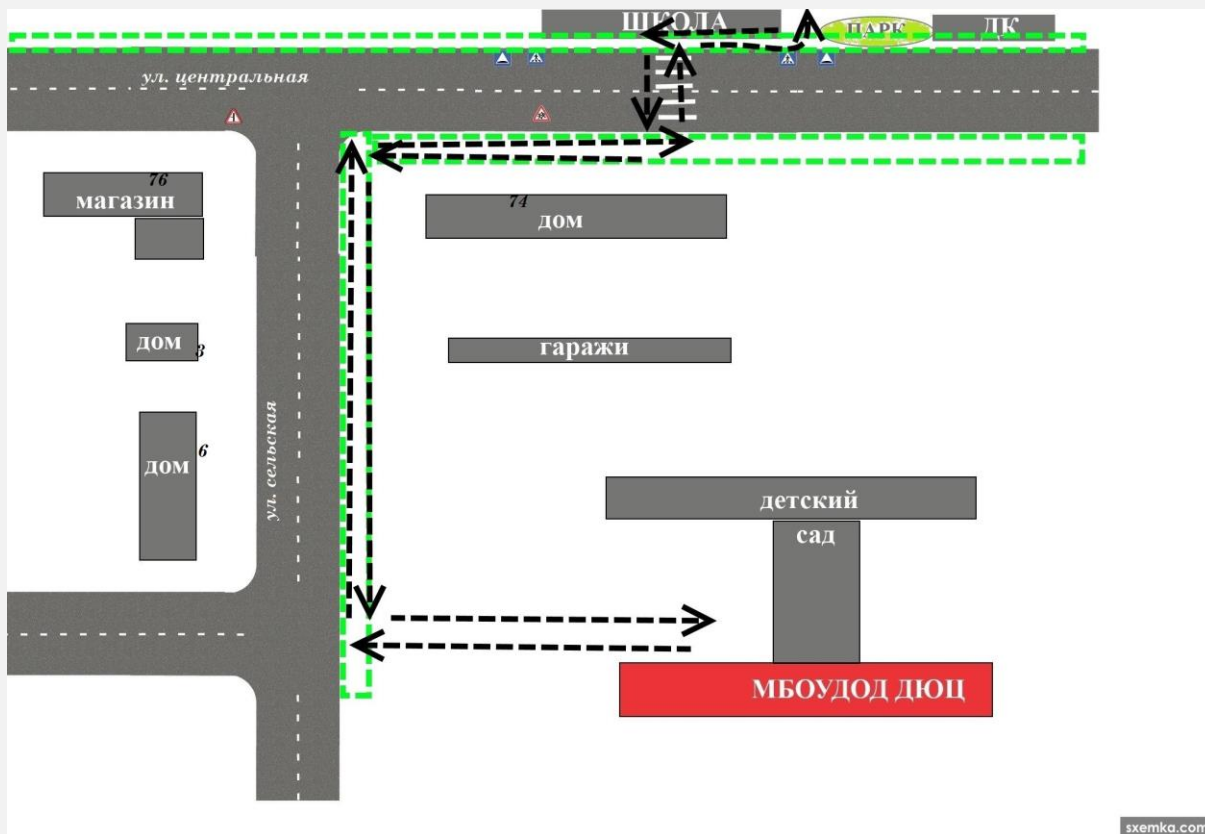 ШКОЛА
ПАРК
ДК
ул. центральная
76
магазин
74
дом
дом
3
гаражи
ул. сельская
дом
6
детский
сад
МБОУДОД ДЮЦ
sxemka.com